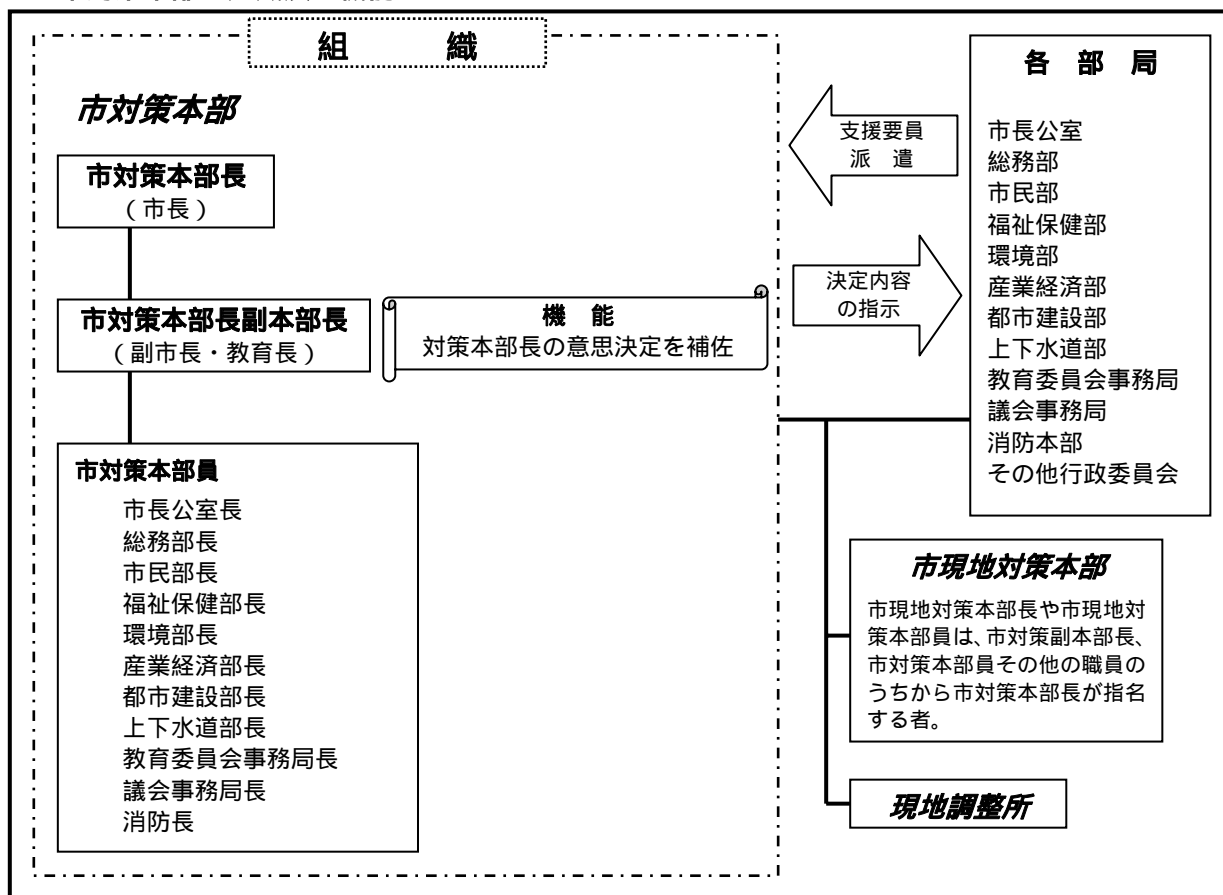 組　　織
市対策本部
市対策本部長
（市長）
市対策本部長副本部長
（副市長・教育長）
機　能
対策本部長の意思決定を補佐
市対策本部員
市長公室長
総務部長
市民部長
福祉保健部長
環境部長
産業経済部長
都市建設部長
上下水道部長
教育委員会事務局長
議会事務局長
消防長
支援要員
派　遣
決定内容
の指示
各　部　局
市長公室
総務部
市民部
福祉保健部
環境部
産業経済部
都市建設部
上下水道部
教育委員会事務局
議会事務局
消防本部
その他行政委員会
市現地対策本部
市現地対策本部長や市現地対
策本部員は、市対策副本部長、
市対策本部員その他の職員の
うちから市対策本部長が指名
する者。
現地調整所